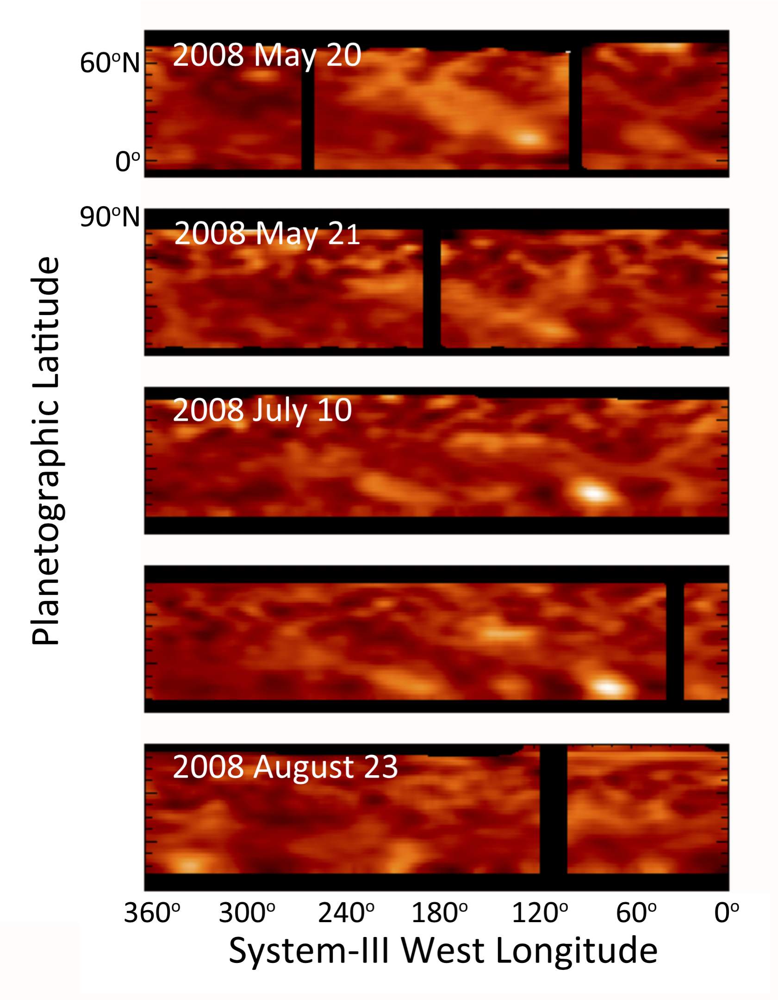 2008 May 20
60°N
0°
90°N
2008 May 21
Planetographic Latitude
2008 July 10
2008 August 23
360° 300° 240° 180° 120° 60° 0°
System-III West Longitude